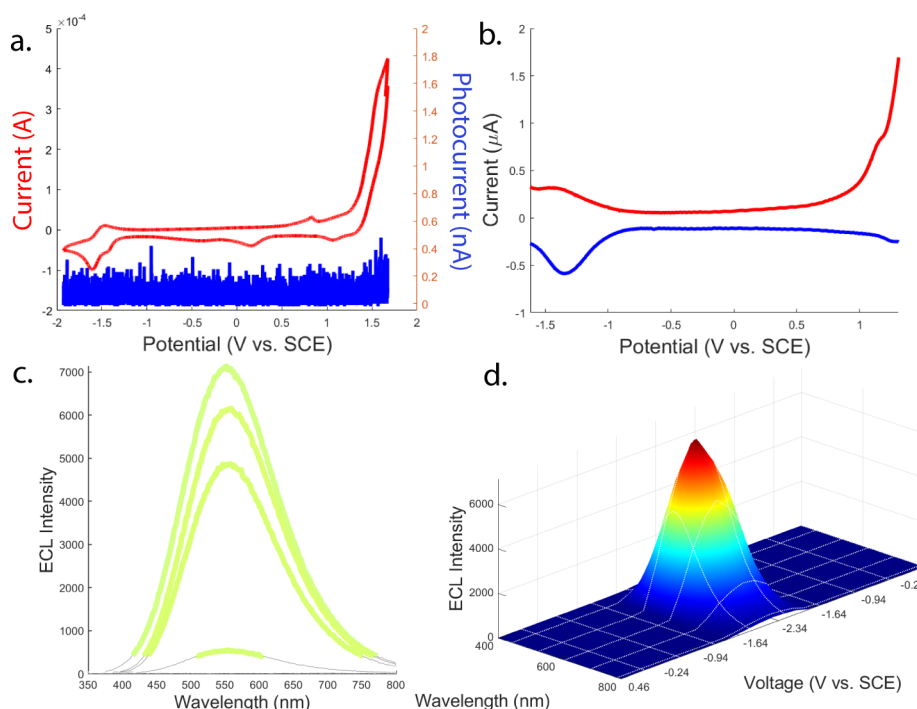 a.
×10⁻⁴
5
4
3
2
1
0
-1
-2
Current (A)
2
1.8
1.6
1.4
1.2
1
0.8
0.6
0.4
0.2
0
Photocurrent (nA)
-2 -1.5 -1 -0.5 0 0.5 1 1.5 2
Potential (V vs. SCE)
b.
2
1.5
1
0.5
0
-0.5
-1
Current (μA)
-1.5 -1 -0.5 0 0.5 1
Potential (V vs. SCE)
c.
7000
6000
5000
4000
3000
2000
1000
0
ECL Intensity
350 400 450 500 550 600 650 700 750 800
Wavelength (nm)
d.
6000
4000
2000
0
ECL Intensity
400
600
800
Wavelength (nm)
0.46
-0.24
-0.94
-1.64
-2.34
-1.64
-0.94
-0.2
Voltage (V vs. SCE)